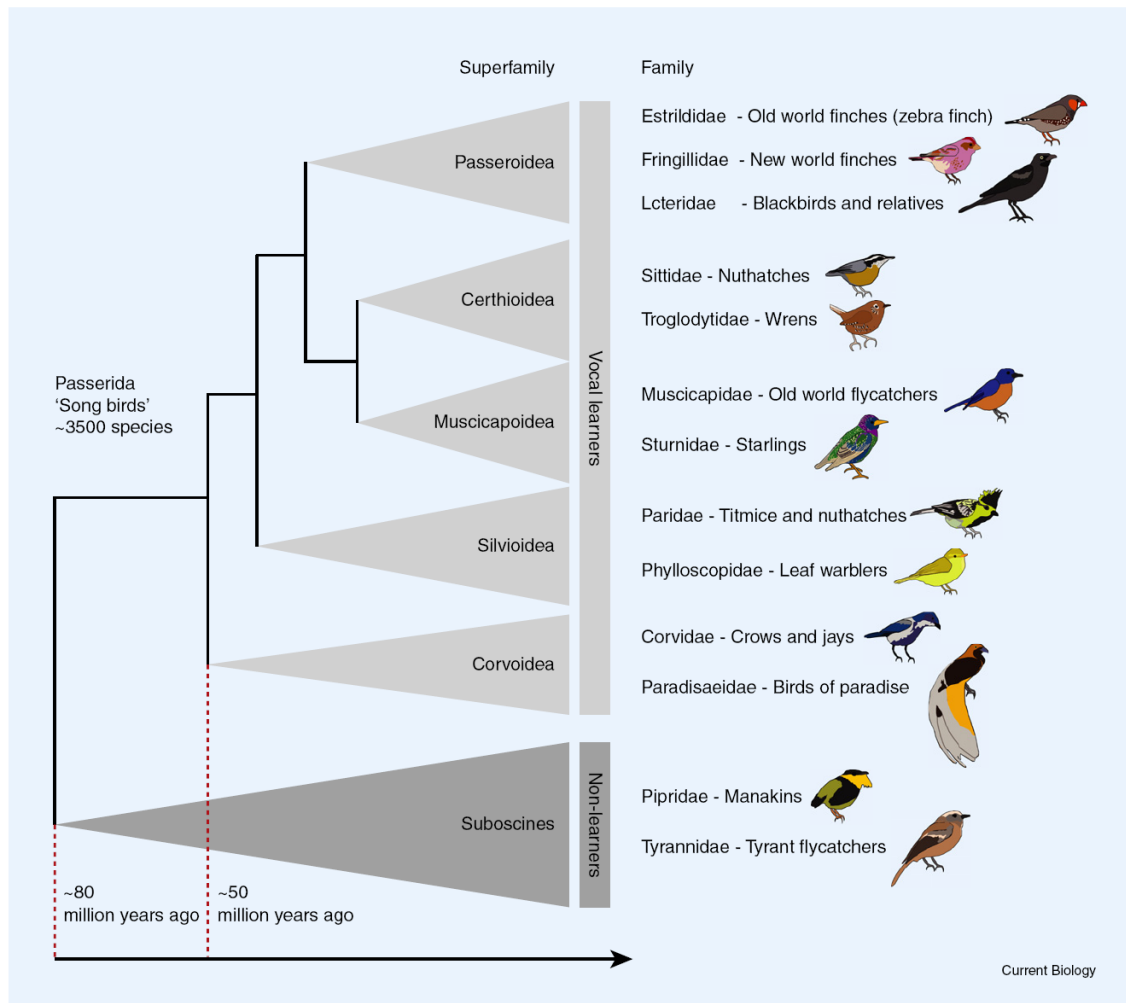 Superfamily
Family
Passeroidea
Estrildidae - Old world finches (zebra finch)
Fringillidae - New world finches
Lcteridae - Blackbirds and relatives
Certhioidea
Sittidae - Nuthatches
Troglodytidae - Wrens
Passerida
‘Song birds’
~3500 species
Muscicapoidea
Muscicapidae - Old world flycatchers
Sturnidae - Starlings
Silvioidea
Paridae - Titmice and nuthatches
Phylloscopidae - Leaf warblers
Corvoidea
Corvidae - Crows and jays
Paradisaeidae - Birds of paradise
Vocal learners
Suboscines
Non-learners
Pipridae - Manakins
Tyrannidae - Tyrant flycatchers
~80
million years ago
~50
million years ago
Current Biology